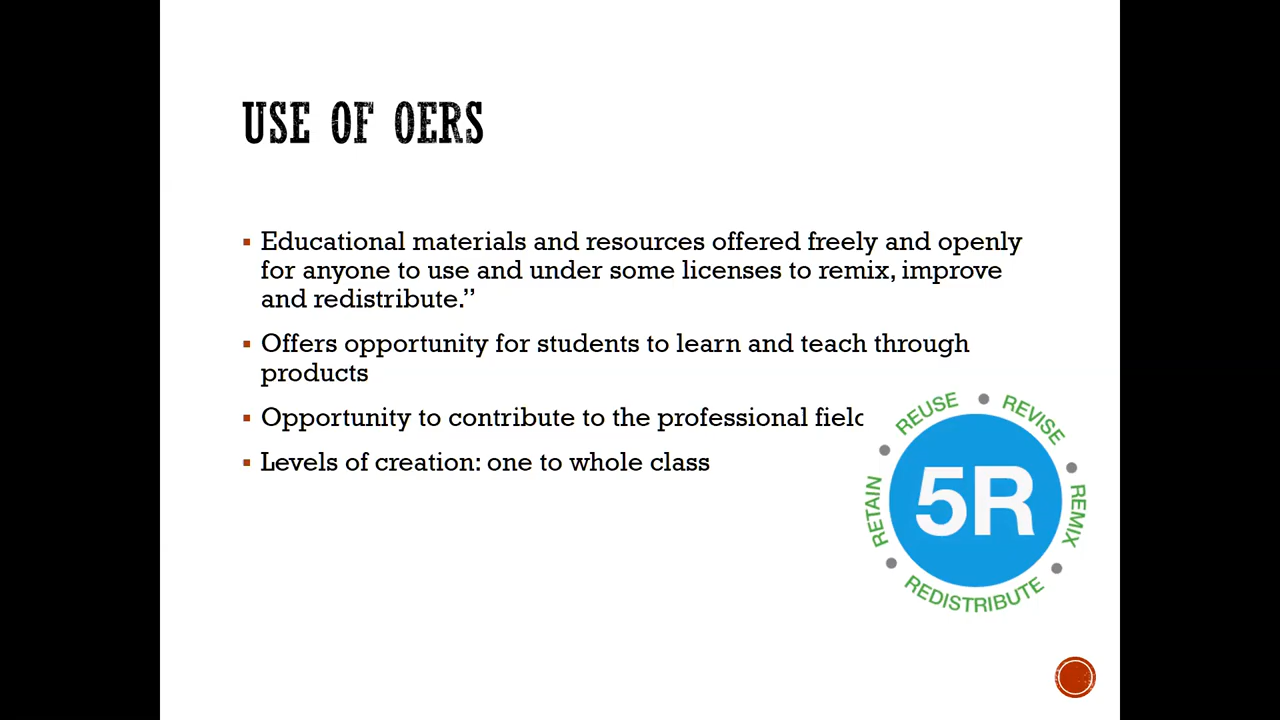 USE OF OERS
Educational materials and resources offered freely and openly
for anyone to use and under some licenses to remix, improve
and redistribute.”
Offers opportunity for students to learn and teach through
products
Opportunity to contribute to the professional
Levels of creation: one to whole class
REUSE
REVISE
REMIX
REDISTRIBUTE
RETAIN
5R